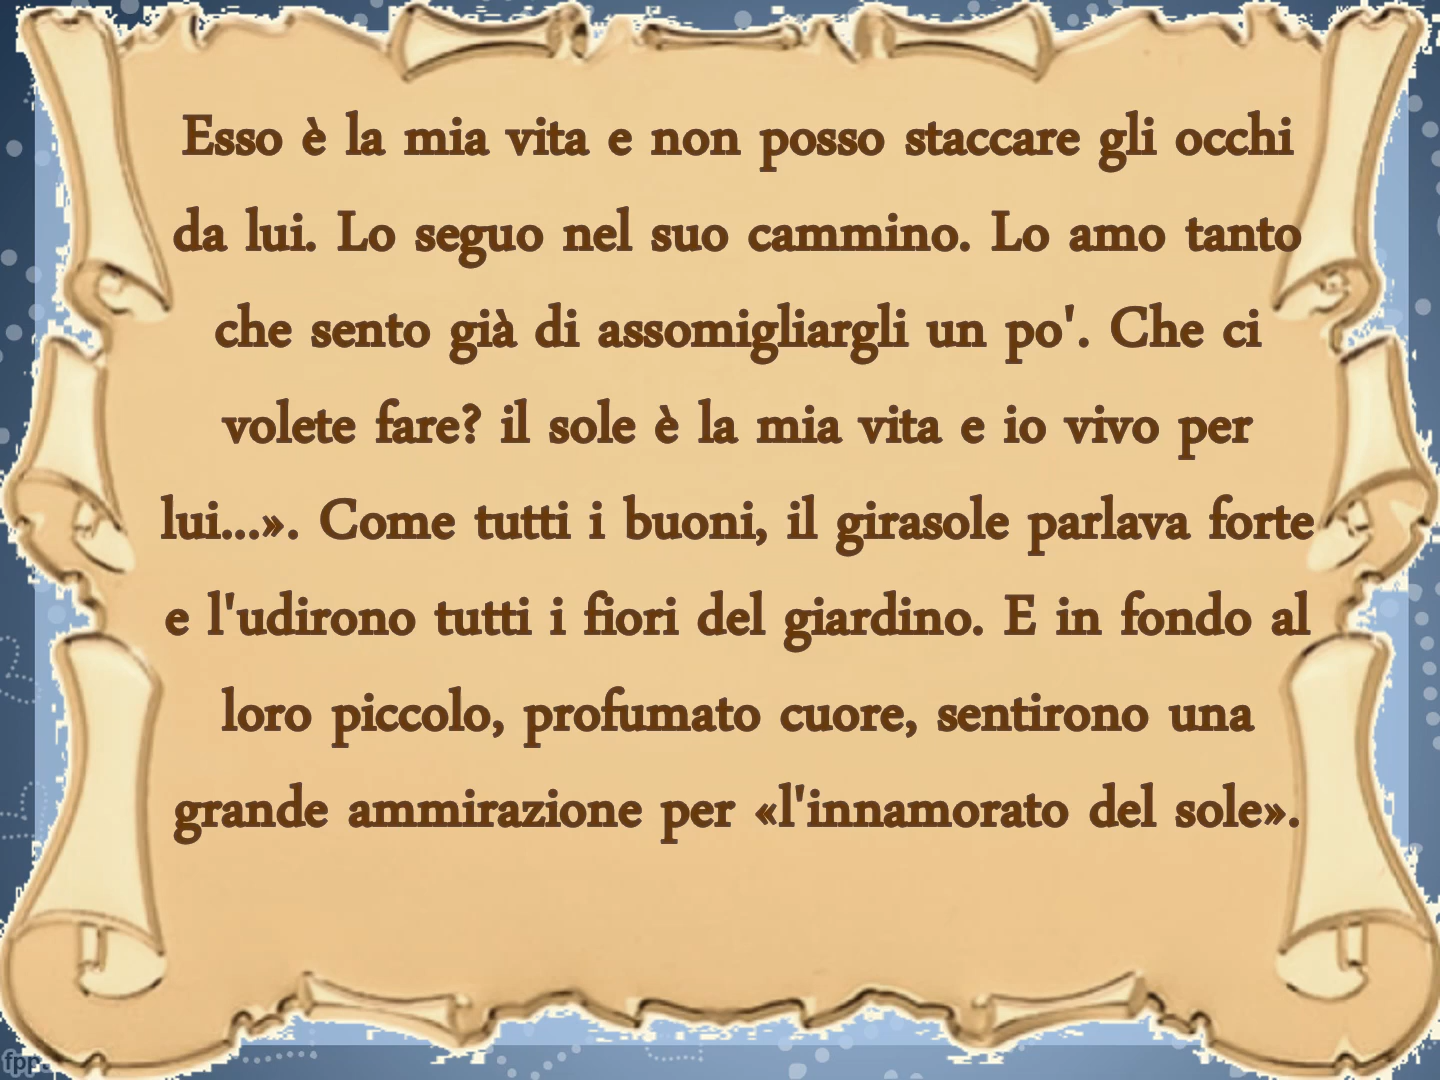 Esso è la mia vita e non posso staccare gli occhi
da lui. Lo seguo nel suo cammino. Lo amo tanto
che sento già di assomigliargli un po'. Che ci
volete fare? il sole è la mia vita e io vivo per
lui...». Come tutti i buoni, il girasole parlava forte
e l'udirono tutti i fiori del giardino. E in fondo al
loro piccolo, profumato cuore, sentirono una
grande ammirazione per «l'innamorato del sole».